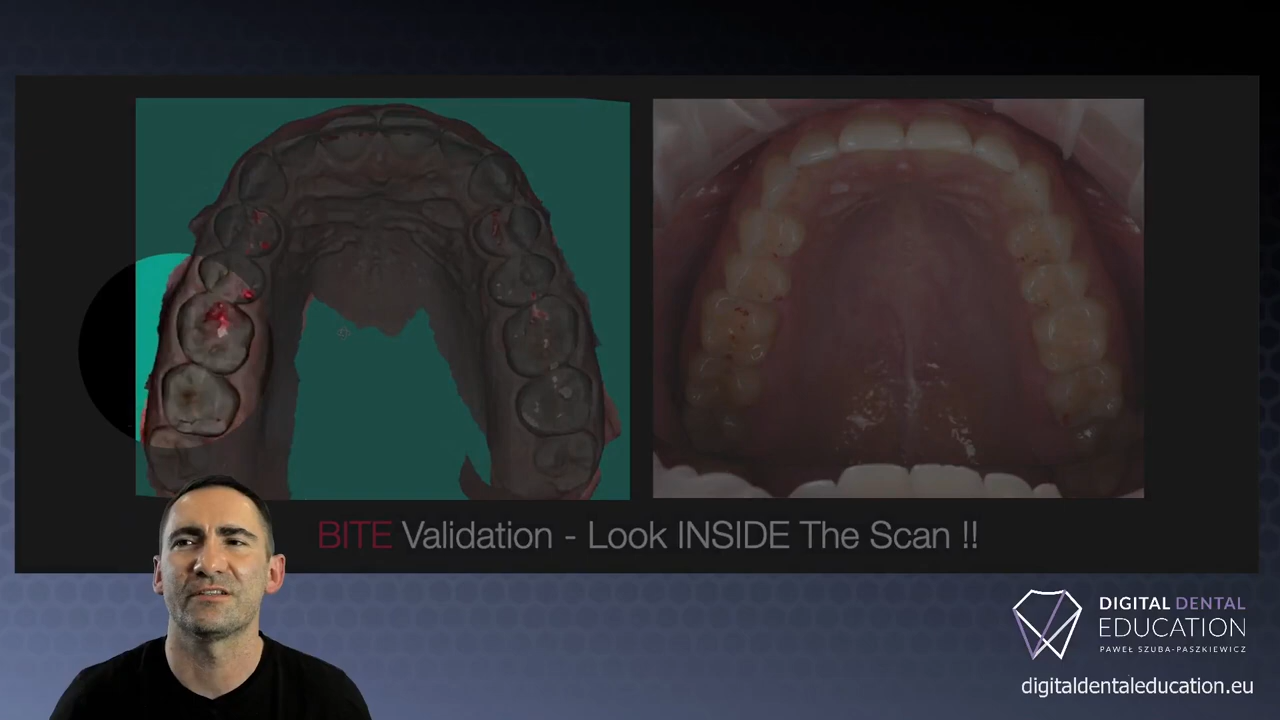 BITE Validation - Look INSIDE The Scan !!
DIGITAL DENTAL
EDUCATION
PAWEŁ SZUBA-PASZKIEWICZ
digitaldentaleducation.eu